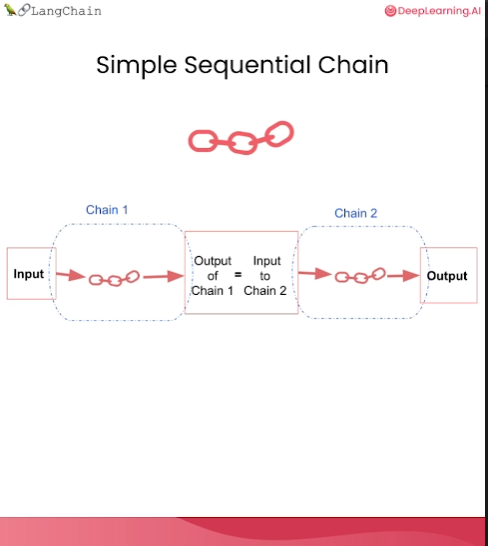 LangChain
DeepLearning.AI
Simple Sequential Chain
Chain 1
Chain 2
Input
Output
of
Chain 1
=
Input
to
Chain 2
Output